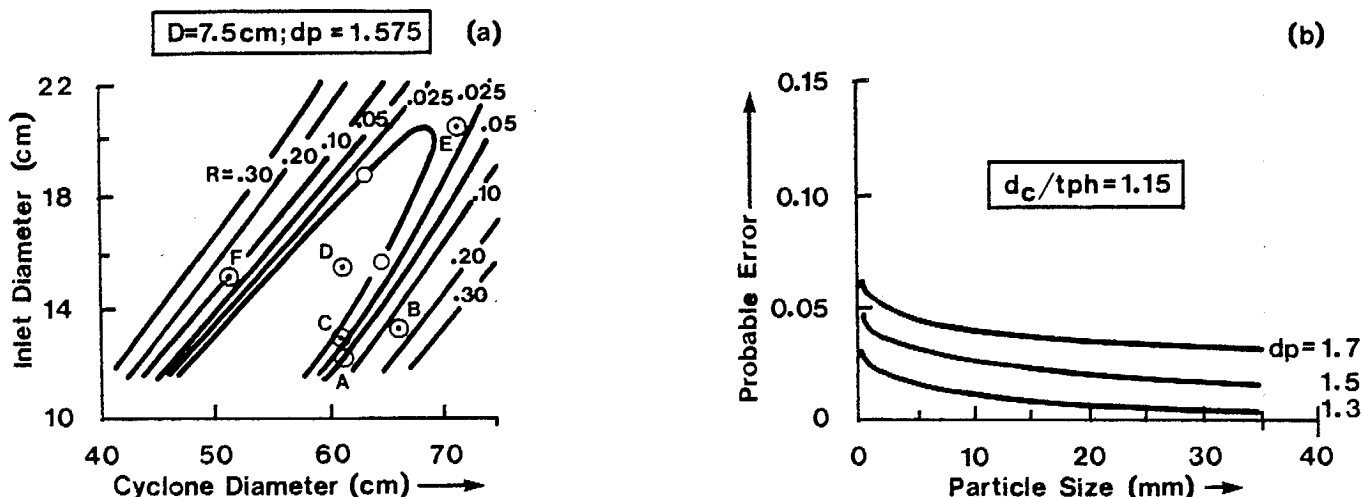 D=7.5cm; dp = 1.575
(a)
Inlet Diameter (cm)
22
18
14
10
R=.30
.20
.10
.05
.025
.025
.05
.10
.20
.30
E
F
D
C
B
A
40
50
60
70
Cyclone Diameter (cm)
(b)
Probable Error
0.15
0.10
0.05
0
dc/tph=1.15
dp= 1.7
1.5
1.3
0
10
20
30
40
Particle Size (mm)